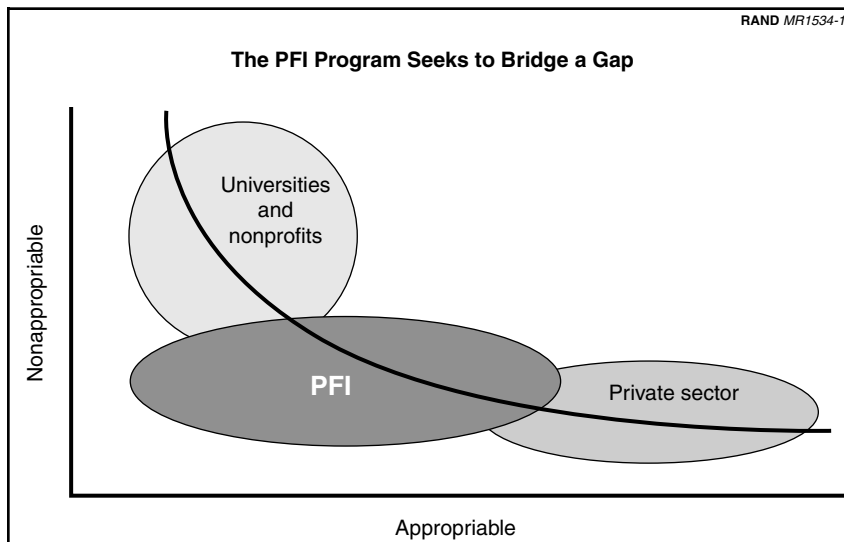 RAND MR1534-1
The PFI Program Seeks to Bridge a Gap
Nonappropriable
Universities
and
nonprofits
PFI
Private sector
Appropriable